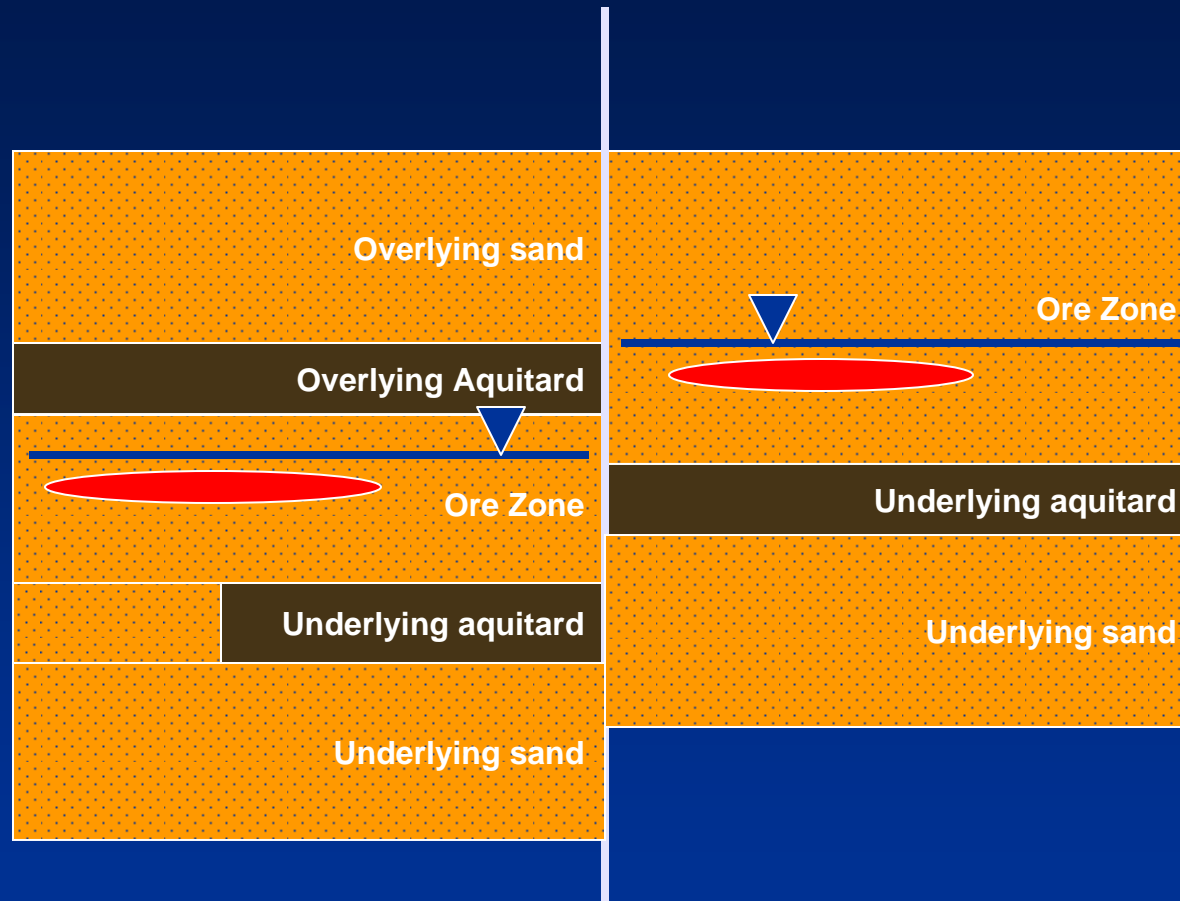 Overlying sand
Overlying Aquitard
Ore Zone
Underlying aquitard
Underlying sand
Ore Zone
Underlying aquitard
Underlying sand